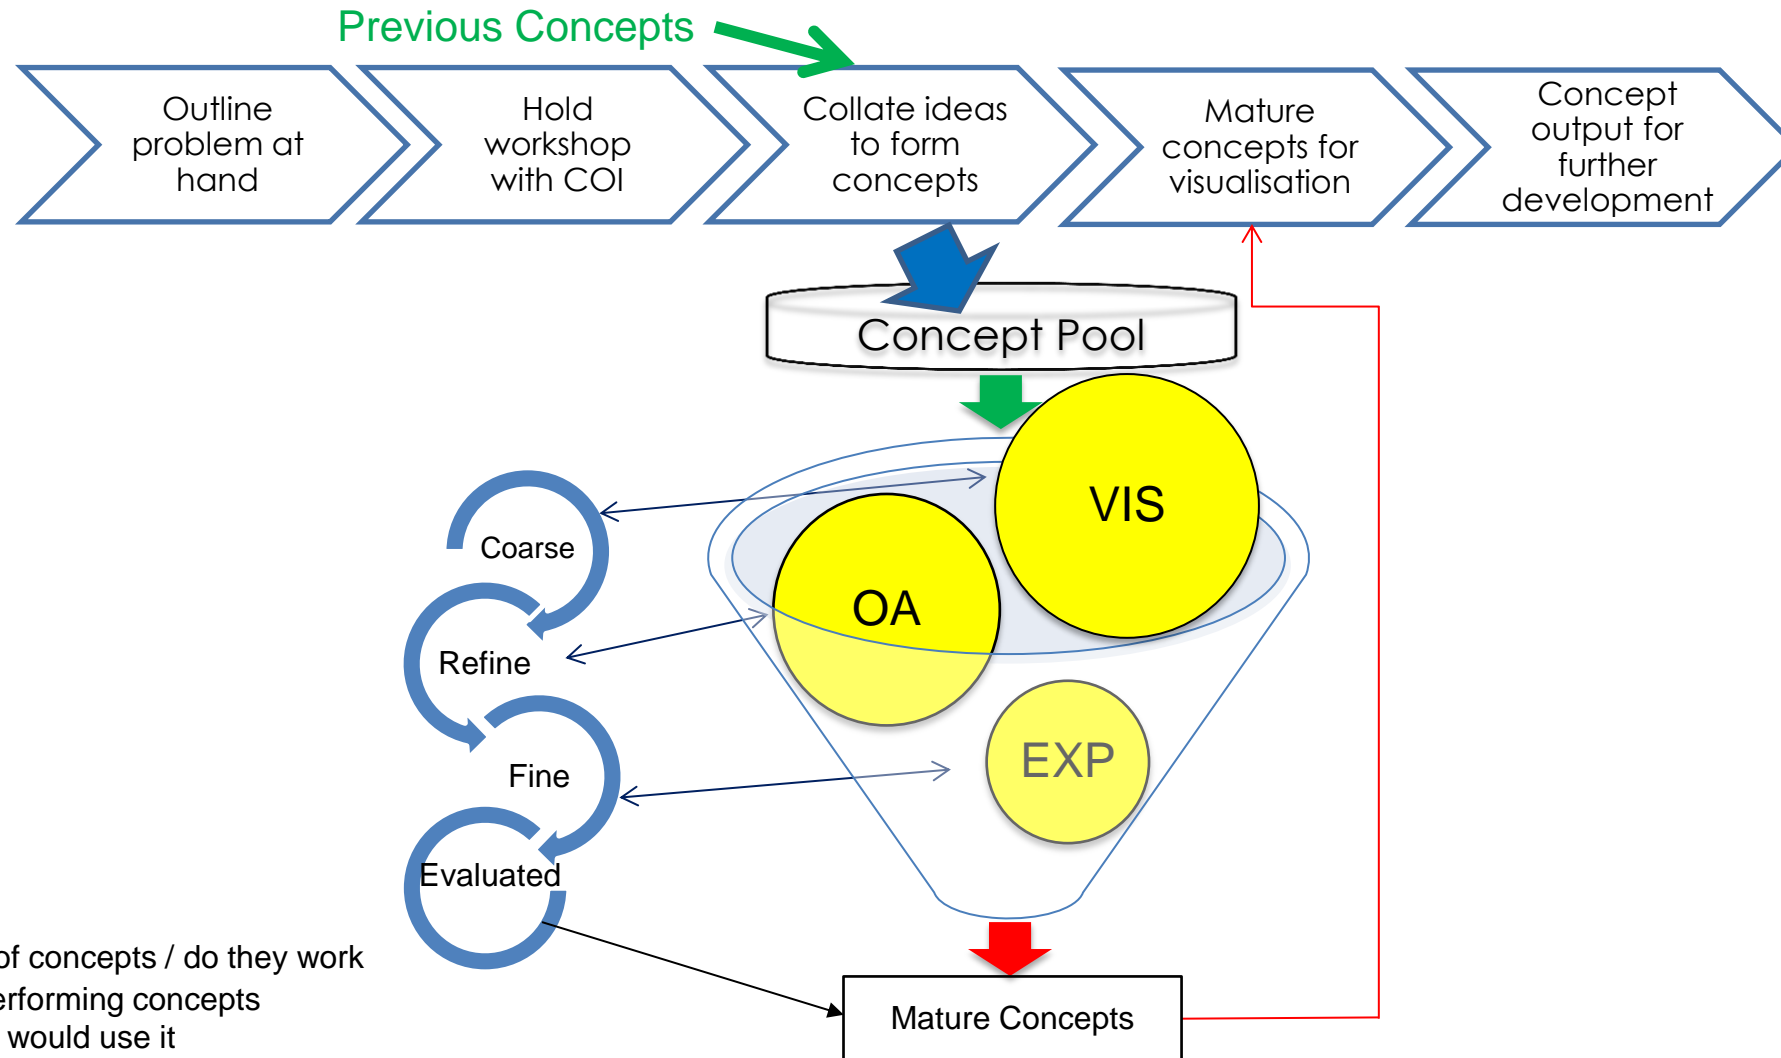 Previous Concepts
Outline
problem at
hand
Hold
workshop
with COI
Collate ideas
to form
concepts
Mature
concepts for
visualisation
Concept
output for
further
development
Concept Pool
VIS
OA
EXP
Coarse
Refine
Fine
Evaluated
of concepts / do they work
erforming concepts
would use it
Mature Concepts